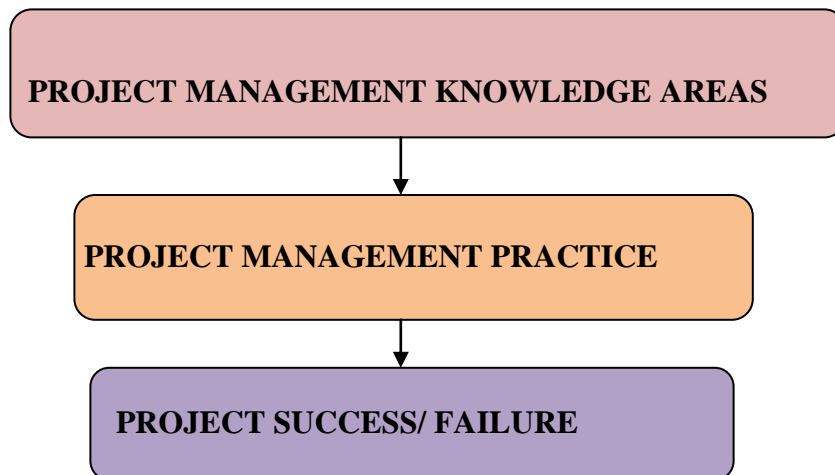 PROJECT MANAGEMENT KNOWLEDGE AREAS
PROJECT MANAGEMENT PRACTICE
PROJECT SUCCESS/ FAILURE